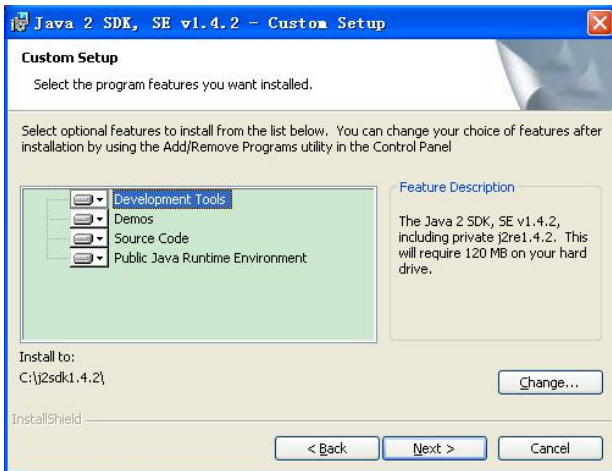 Java 2 SDK, SE v1.4.2 - Custom Setup
Custom Setup
Select the program features you want installed.
Select optional features to install from the list below. You can change your choice of features after
installation by using the Add/Remove Programs utility in the Control Panel
Development Tools
Demos
Source Code
Public Java Runtime Environment
Feature Description
The Java 2 SDK, SE v1.4.2,
including private j2re1.4.2. This
will require 120 MB on your hard
drive.
Install to:
C:\j2sdk1.4.2\
Change...
InstallShield
< Back
Next >
Cancel